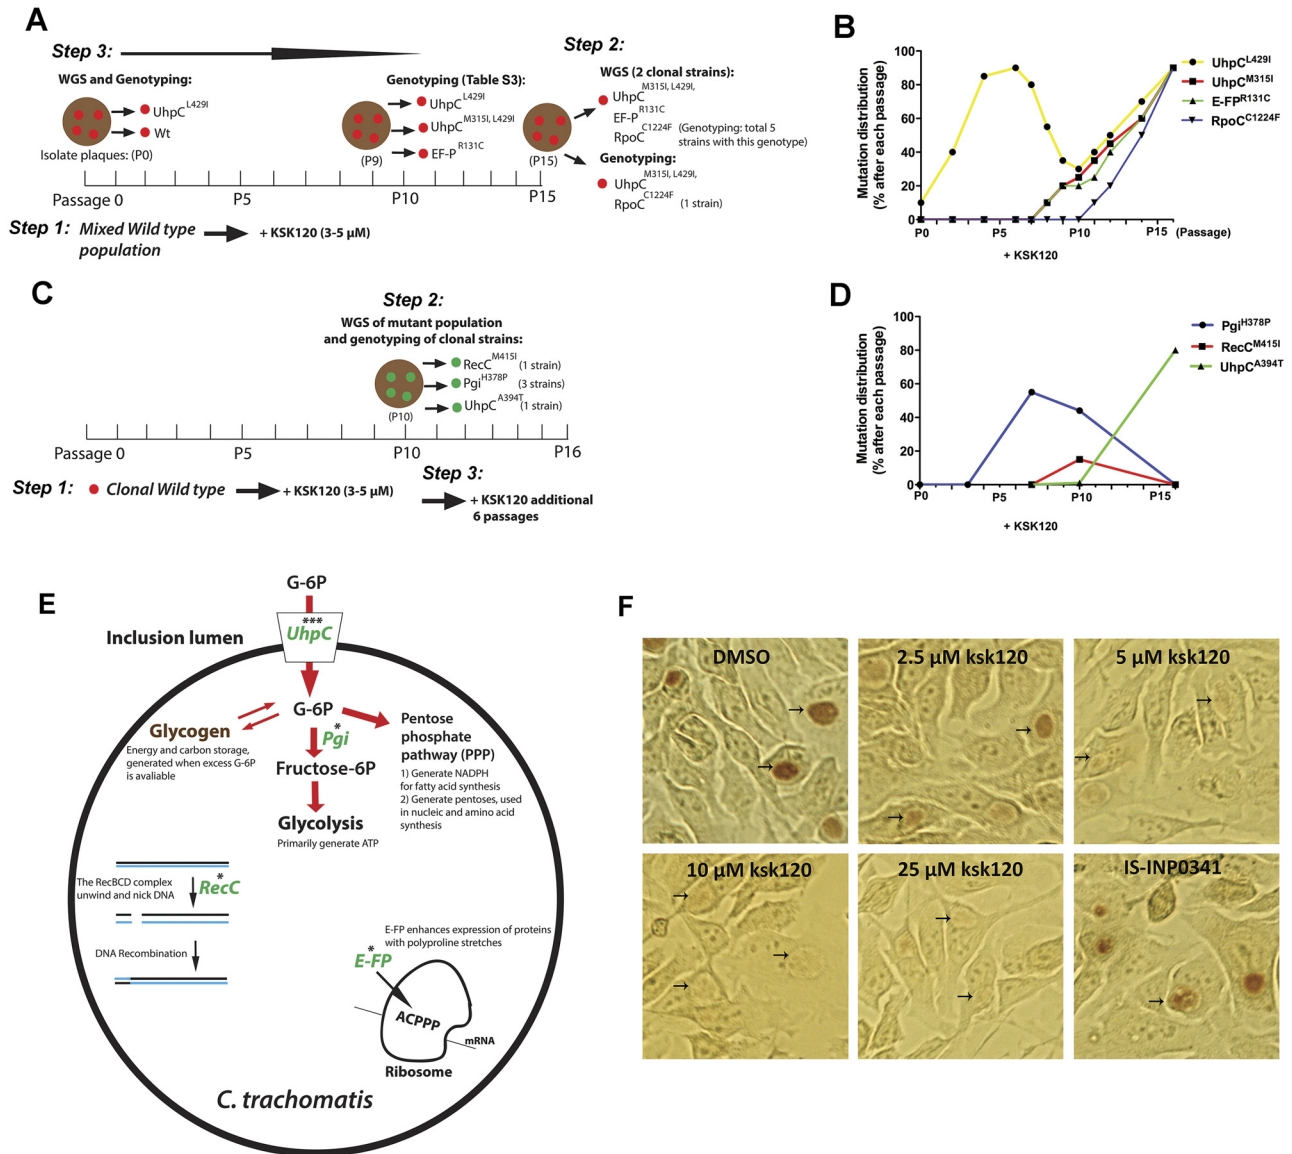 A
Step 3:
WGS and Genotyping:
UhpC L429I
Wt
Isolate plaques: (P0)
Genotyping (Table S3):
UhpC L429I
UhpC M315I, L429I
EF-P R131C
(P9)
Step 2:
WGS (2 clonal strains):
UhpC M315I, L429I,
EF-P R131C
RpoC C1224F (Genotyping: total 5
strains with this genotype)
(P15)
Genotyping:
UhpC M315I, L429I,
RpoC C1224F (1 strain)
Passage 0
P5
P10
P15
Step 1: Mixed Wild type
population
+ KSK120 (3-5 µM)
B
Mutation distribution
(% after each passage)
100
80
60
40
20
0
P0
P5
P10
P15
(Passage)
+ KSK120
UhpC L429I
UhpC M315I
E-FP R131C
RpoC C1224F
C
Step 2:
WGS of mutant population
and genotyping of clonal strains:
RecC M415I (1 strain)
Pgi H378P (3 strains)
UhpC A394T (1 strain)
(P10)
Passage 0
P5
P10
P16
Step 1: Clonal Wild type
+ KSK120 (3-5 µM)
Step 3:
+ KSK120 additional
6 passages
D
Mutation distribution
(% after each passage)
100
80
60
40
20
0
P0
P5
P10
P15
+ KSK120
Pgi H378P
RecC M415I
UhpC A394T
E
G-6P
Inclusion lumen
***
UhpC
G-6P
Glycogen
Energy and carbon storage,
generated when excess G-6P
is avaliable
*
Pgi
Fructose-6P
Glycolysis
Primarily generate ATP
Pentose
phosphate
pathway (PPP)
1) Generate NADPH
for fatty acid synthesis
2) Generate pentoses, used
in nucleic and amino acid
synthesis
The RecBCD complex
unwind and nick DNA
*
RecC
DNA Recombination
E-FP enhances expression of proteins
with polyproline stretches
*
E-FP
ACPPP
mRNA
Ribosome
C. trachomatis
F
DMSO
2.5 µM ksk120
5 µM ksk120
10 µM ksk120
25 µM ksk120
IS-INP0341